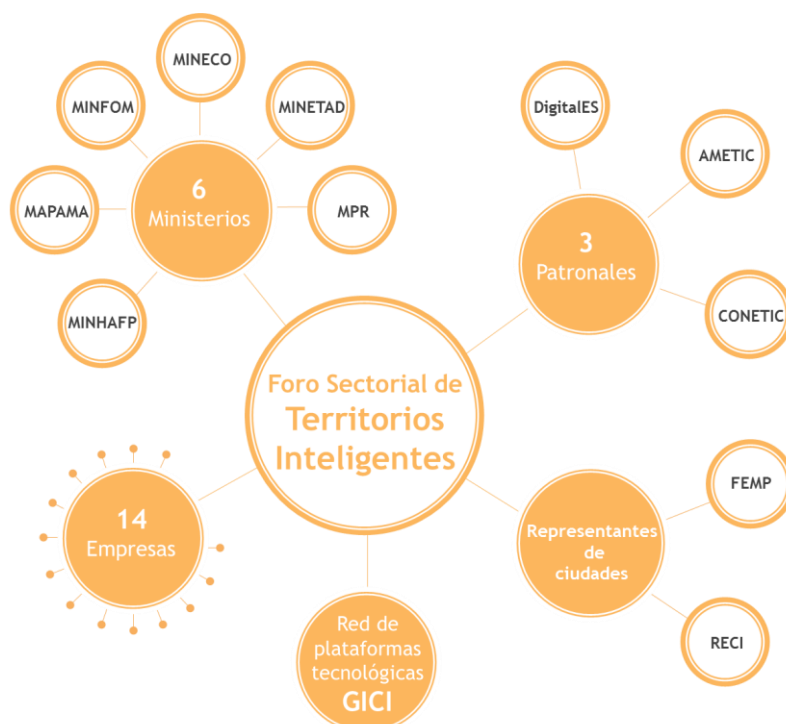 MINECO
MINFOM
MINETAD
MAPAMA
MPR
MINHAFP
6
Ministerios
DigitalES
AMETIC
CONETIC
3
Patronales
Foro Sectorial de
Territorios
Inteligentes
14
Empresas
Representantes
de
ciudades
FEMP
RECI
Red de
plataformas
tecnológicas
GICI